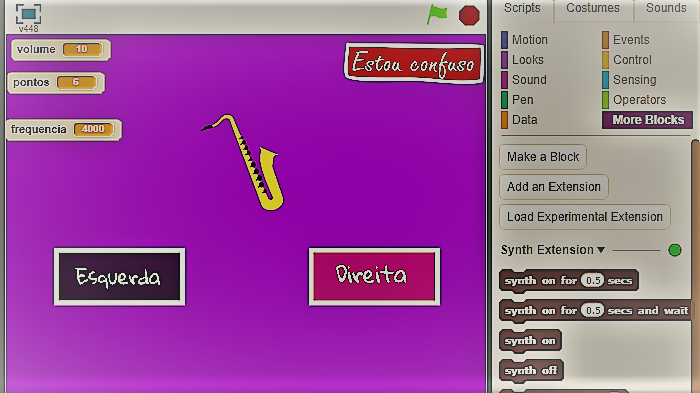 v448
volume 10
pontos 6
frequencia 4000
Estou confuso
Esquerda
Direita
Scripts Costumes Sounds
Motion Events
Looks Control
Sound Sensing
Pen Operators
Data More Blocks
Make a Block
Add an Extension
Load Experimental Extension
Synth Extension
synth on for 0.5 secs
synth on for 0.5 secs and wait
synth on
synth off